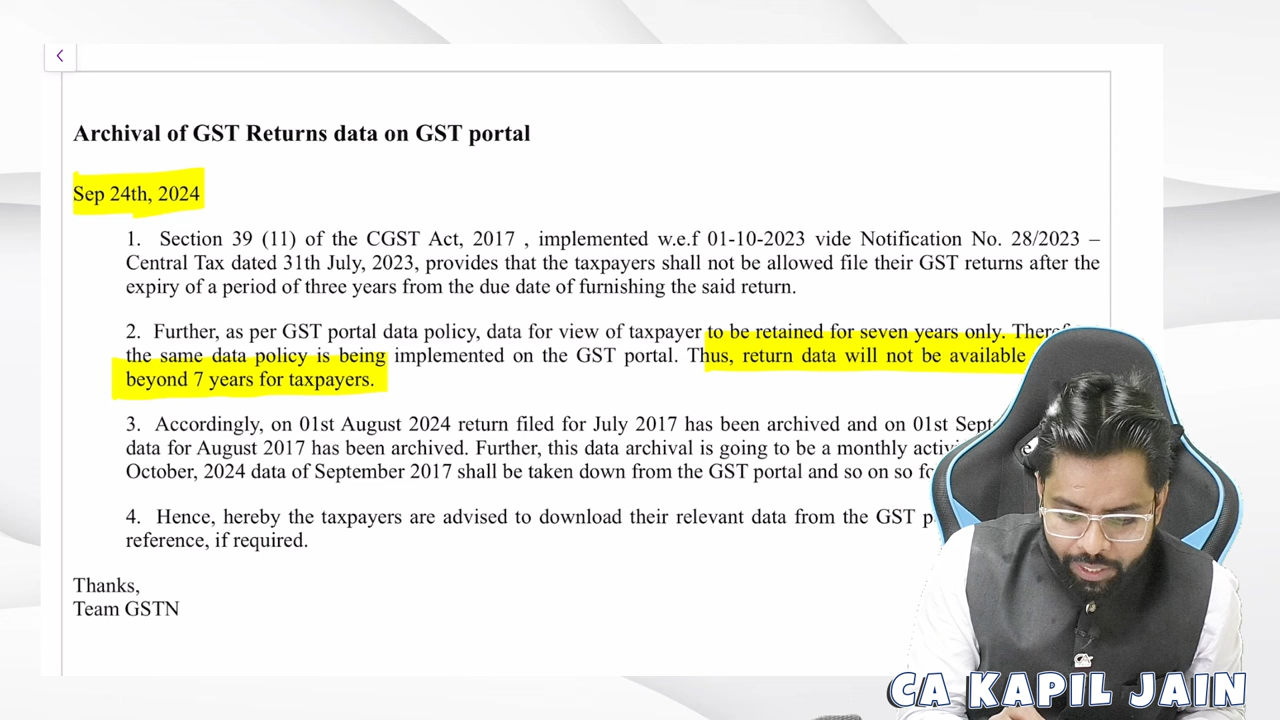 Archival of GST Returns data on GST portal
Sep 24th, 2024
1. Section 39 (11) of the CGST Act, 2017 , implemented w.e.f 01-10-2023 vide Notification No. 28/2023 –
Central Tax dated 31th July, 2023, provides that the taxpayers shall not be allowed file their GST returns after the
expiry of a period of three years from the due date of furnishing the said return.
2. Further, as per GST portal data policy, data for view of taxpayer to be retained for seven years only.
the same data policy is being implemented on the GST portal. Thus, return data will not be available
beyond 7 years for taxpayers.
3. Accordingly, on 01st August 2024 return filed for July 2017 has been archived and on 01st
data for August 2017 has been archived. Further, this data archival is going to be a monthly
October, 2024 data of September 2017 shall be taken down from the GST portal and so on so
4. Hence, hereby the taxpayers are advised to download their relevant data from the GST
reference, if required.
Thanks,
Team GSTN
CA KAPIL JAIN